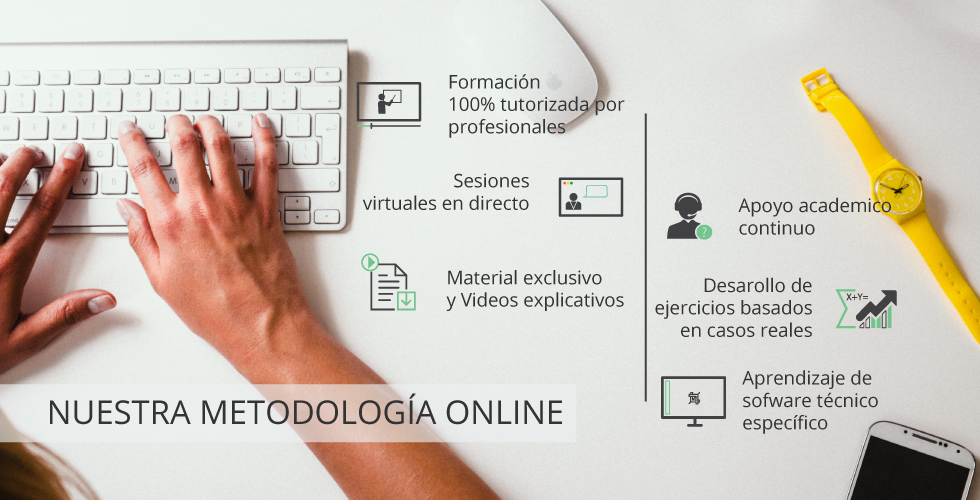 Formación
100% tutorizada por
profesionales
Sesiones
virtuales en directo
Material exclusivo
y Videos explicativos
Apoyo academico
continuo
?
Desarollo de
ejercicios basados
en casos reales
X+Y=
Aprendizaje de
sofware técnico
específico
NUESTRA METODOLOGÍA ONLINE